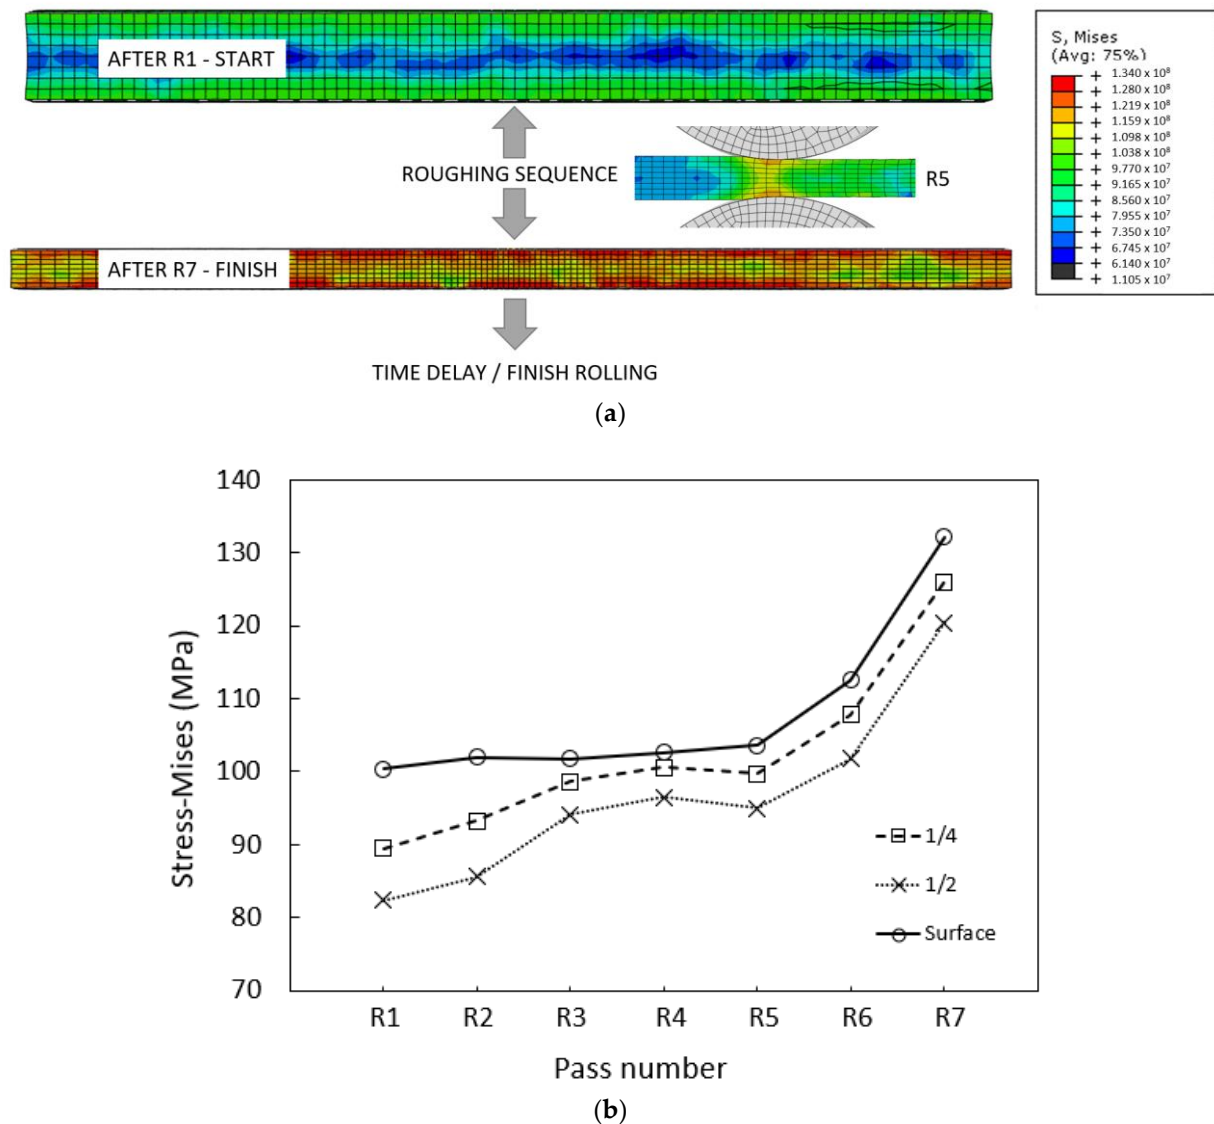 AFTER R1 - START
S, Mises
(Avg: 75%)
1.340 x 10⁸
1.280 x 10⁸
1.219 x 10⁸
1.159 x 10⁸
1.098 x 10⁸
1.038 x 10⁸
9.770 x 10⁷
9.165 x 10⁷
8.560 x 10⁷
7.955 x 10⁷
7.350 x 10⁷
6.745 x 10⁷
6.140 x 10⁷
1.105 x 10⁷
ROUGHING SEQUENCE
R5
AFTER R7 - FINISH
TIME DELAY / FINISH ROLLING
(a)
140
130
120
110
100
90
80
70
Stress-Mises (MPa)
1/4
1/2
Surface
R1 R2 R3 R4 R5 R6 R7
Pass number
(b)